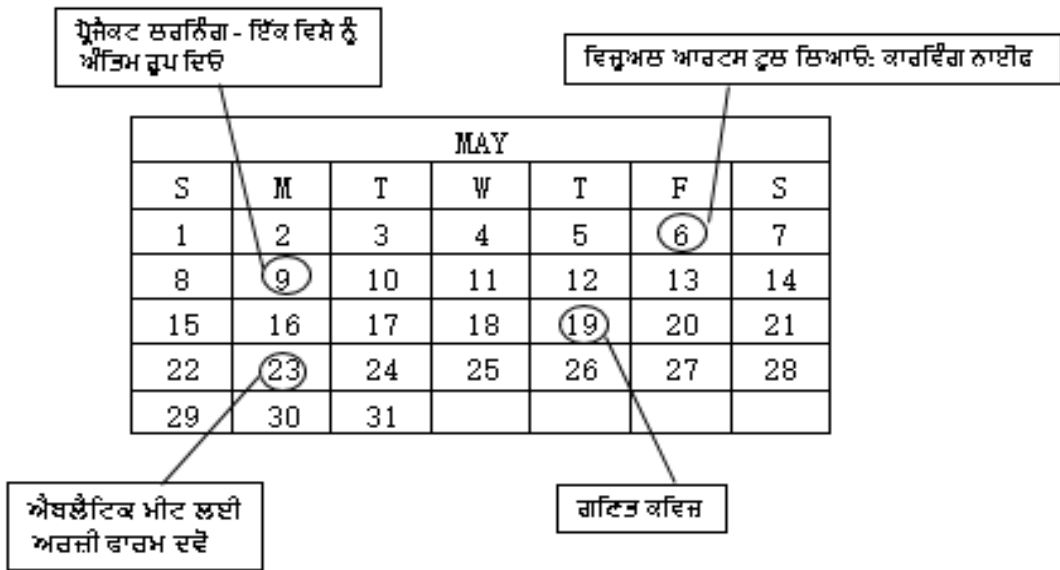 ਪ੍ਰੋਜੈਕਟ ਲਰਨਿੰਗ - ਇੱਕ ਵਿਸ਼ੇ ਨੂੰ
ਅੰਤਿਮ ਰੂਪ ਦਿਓ
ਵਿਜ਼ੂਅਲ ਆਰਟਸ ਟੂਲ ਲਿਆਓ: ਕਾਰਵਿੰਗ ਨਾਈਫ
MAY
S M T W T F S
1 2 3 4 5 6 7
8 9 10 11 12 13 14
15 16 17 18 19 20 21
22 23 24 25 26 27 28
29 30 31
ਐਥਲੈਟਿਕ ਮੀਟ ਲਈ
ਅਰਜ਼ੀ ਫਾਰਮ ਦਵੋ
ਗਣਿਤ ਕਵਿਜ਼